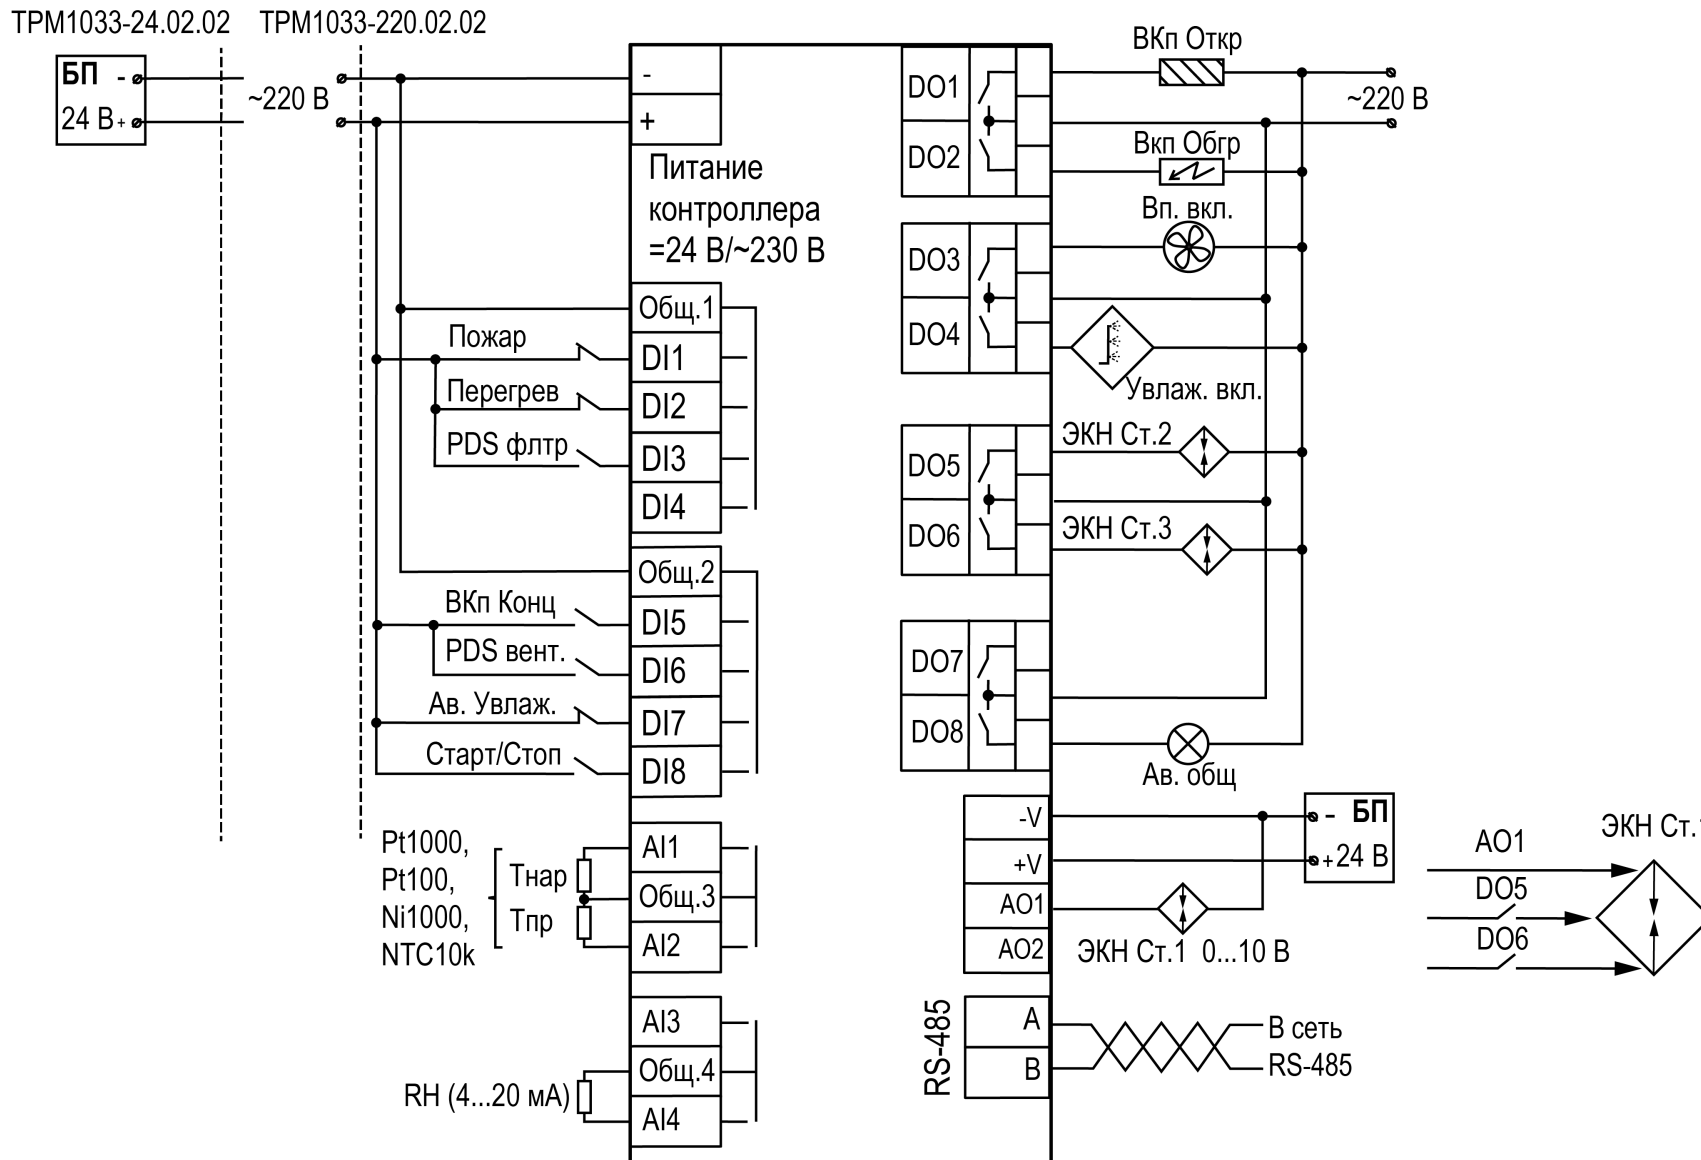 ТРМ1033-24.02.02
ТРМ1033-220.02.02
БП -
24 В +
~220 В
-
+
Питание
контроллера
=24 В/~230 В
Общ.1
Пожар
DI1
Перегрев
DI2
PDS флтр
DI3
DI4
Общ.2
ВКп Конц
DI5
PDS вент.
DI6
Ав. Увлаж.
DI7
Старт/Стоп
DI8
Pt1000,
Pt100,
Ni1000,
NTC10k
Тнар
Тпр
AI1
Общ.3
AI2
AI3
Общ.4
RH (4...20 мА)
AI4
DO1
DO2
DO3
DO4
DO5
DO6
DO7
DO8
ВКп Откр
~220 В
Вкп Обгр
Вп. вкл.
Увлаж. вкл.
ЭКН Ст.2
ЭКН Ст.3
Ав. общ
-V
+V
AO1
AO2
- БП
+ 24 В
ЭКН Ст.1 0...10 В
RS-485
A
B
В сеть
RS-485
AO1
DO5
DO6
ЭКН Ст.